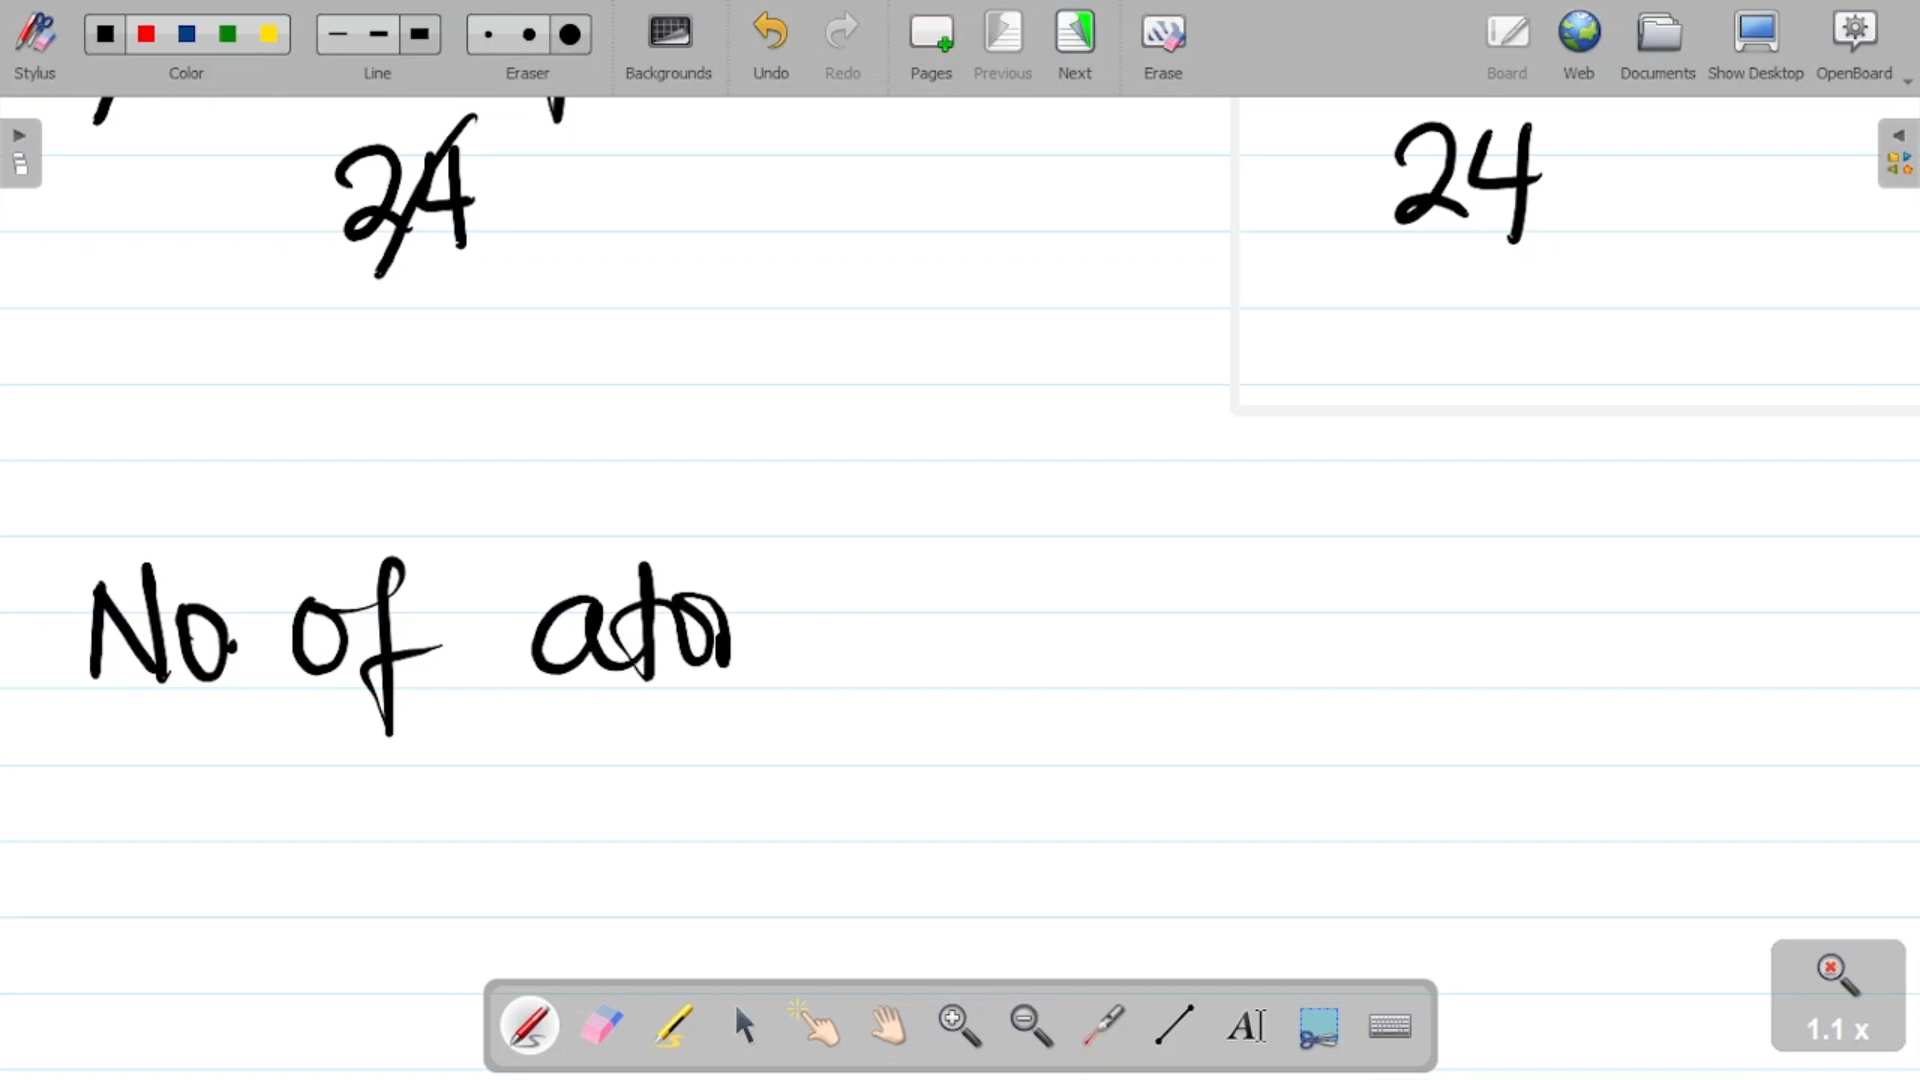 Stylus Color Line Eraser Backgrounds Undo Redo Pages Previous Next Erase Board Web Documents Show Desktop OpenBoard
24 24
No. of ato
1.1 x